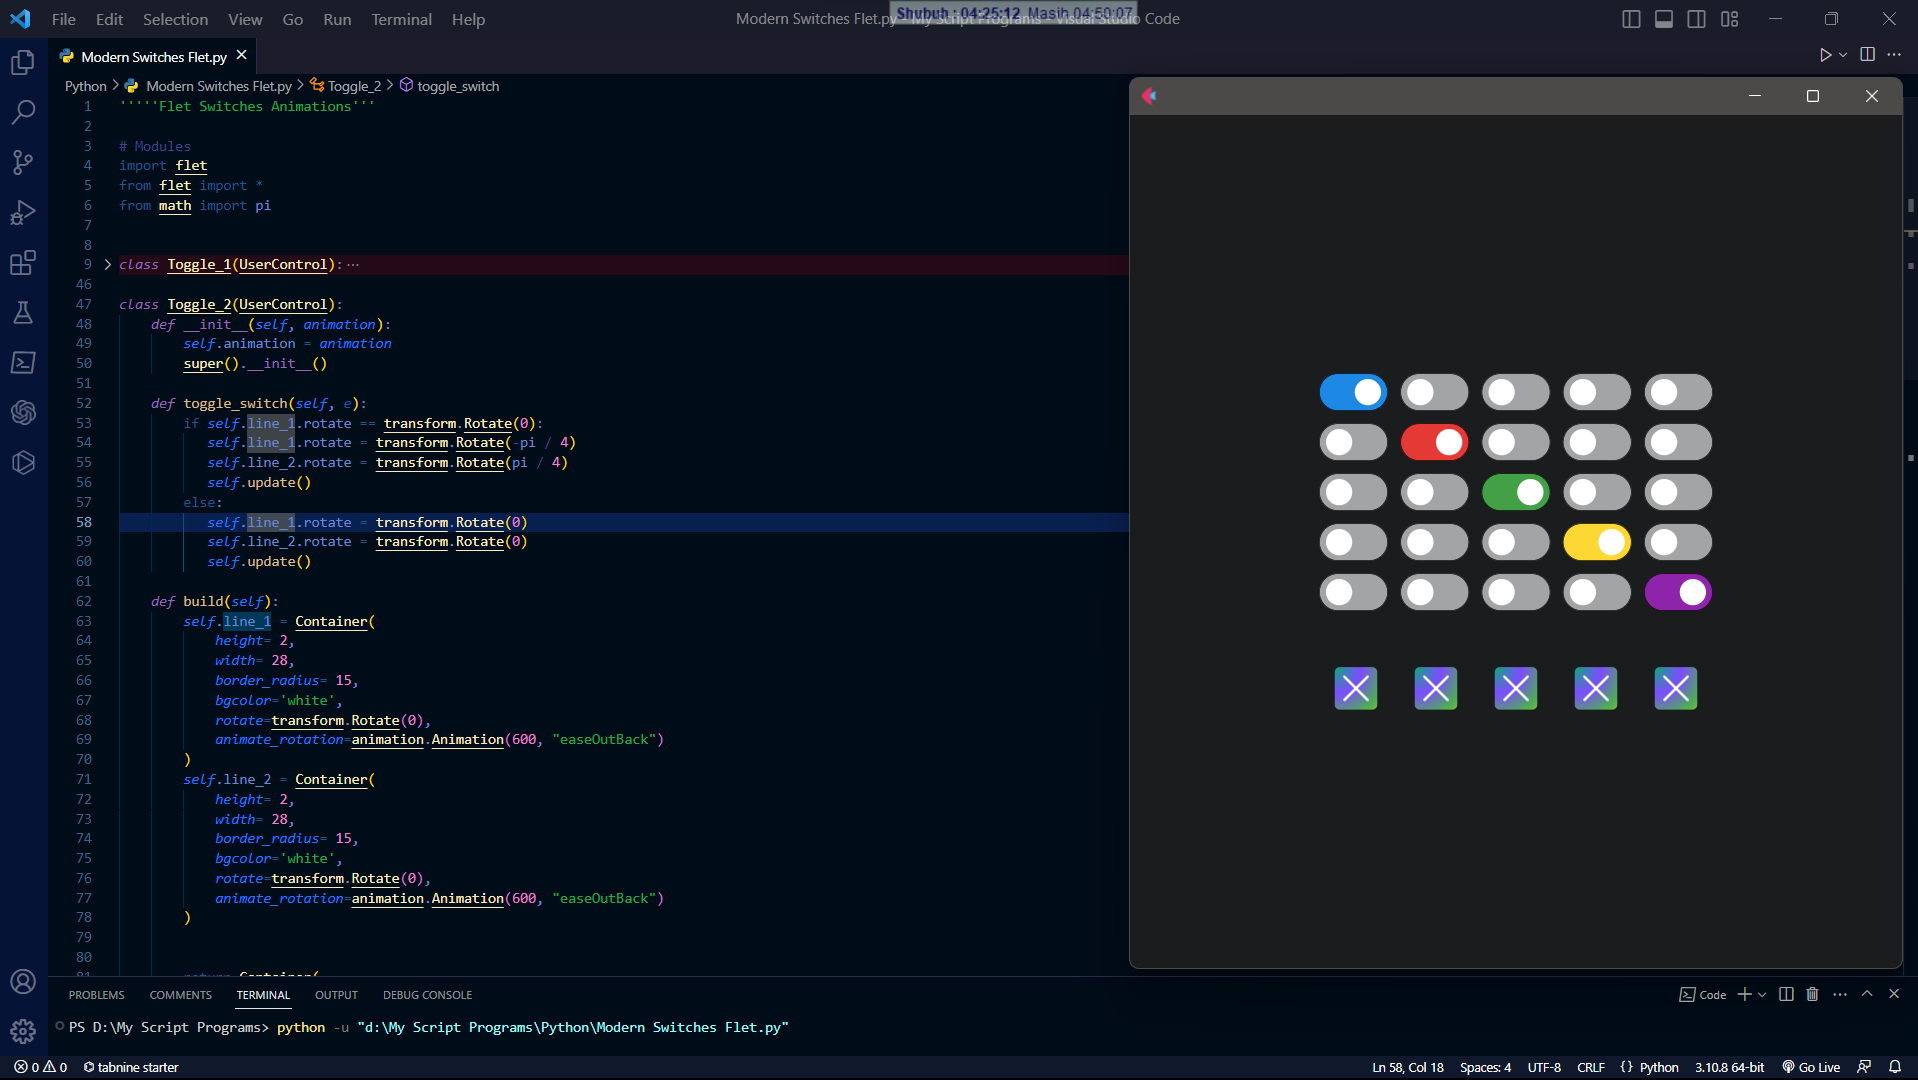 File Edit Selection View Go Run Terminal Help
Modern Switches Flet.py - My Script Programs - Visual Studio Code
Shubuh : 04:25:12 Masih 04:50:07
Modern Switches Flet.py
Python > Modern Switches Flet.py > Toggle_2 > toggle_switch
1 '''''Flet Switches Animations'''
2
3 # Modules
4 import flet
5 from flet import *
6 from math import pi
7
8
9 class Toggle_1(UserControl): ...
46
47 class Toggle_2(UserControl):
48 def __init__(self, animation):
49 self.animation = animation
50 super().__init__()
51
52 def toggle_switch(self, e):
53 if self.line_1.rotate == transform.Rotate(0):
54 self.line_1.rotate = transform.Rotate(-pi / 4)
55 self.line_2.rotate = transform.Rotate(pi / 4)
56 self.update()
57 else:
58 self.line_1.rotate = transform.Rotate(0)
59 self.line_2.rotate = transform.Rotate(0)
60 self.update()
61
62 def build(self):
63 self.line_1 = Container(
64 height= 2,
65 width= 28,
66 border_radius= 15,
67 bgcolor='white',
68 rotate=transform.Rotate(0),
69 animate_rotation=animation.Animation(600, "easeOutBack")
70 )
71 self.line_2 = Container(
72 height= 2,
73 width= 28,
74 border_radius= 15,
75 bgcolor='white',
76 rotate=transform.Rotate(0),
77 animate_rotation=animation.Animation(600, "easeOutBack")
78 )
79
80
81 return Container(
PROBLEMS COMMENTS TERMINAL OUTPUT DEBUG CONSOLE
Code
PS D:\My Script Programs> python -u "d:\My Script Programs\Python\Modern Switches Flet.py"
0 0 tabnine starter
Ln 58, Col 18 Spaces: 4 UTF-8 CRLF {} Python 3.10.8 64-bit Go Live